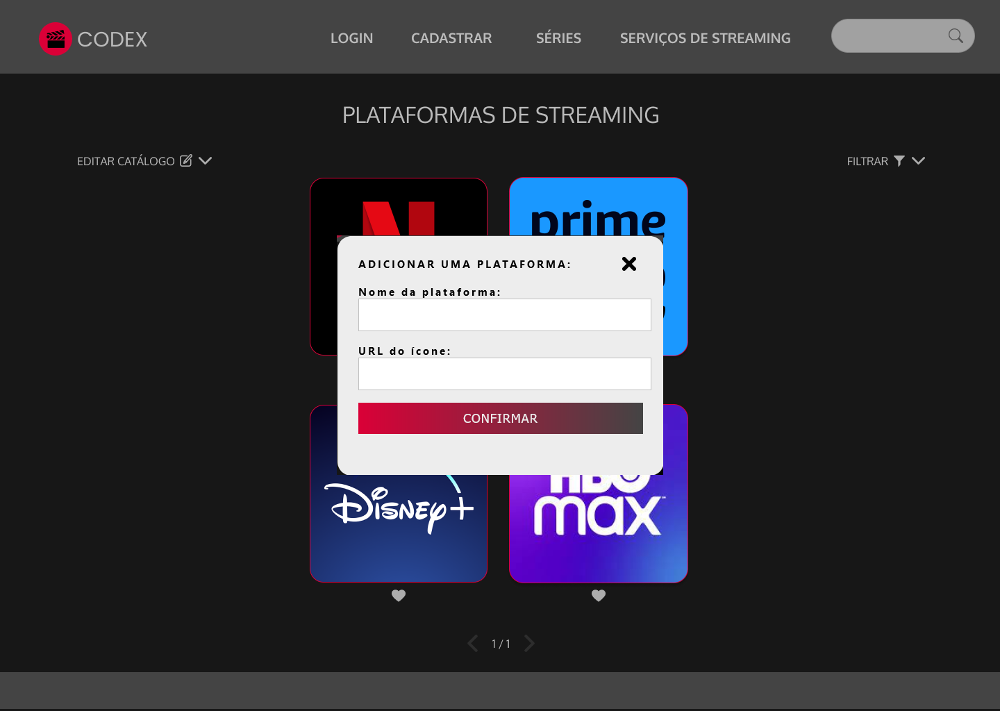 CODEX
LOGIN
CADASTRAR
SÉRIES
SERVIÇOS DE STREAMING
PLATAFORMAS DE STREAMING
EDITAR CATÁLOGO
FILTRAR
N
prime
ADICIONAR UMA PLATAFORMA:
Nome da plataforma:
URL do ícone:
CONFIRMAR
DISNEY+
HBO
max
1 / 1